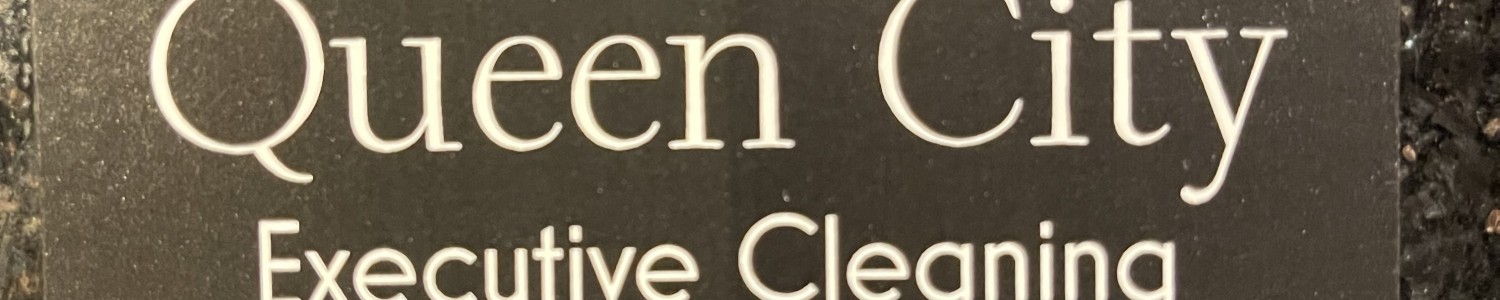 Queen City
Executive Cleaning